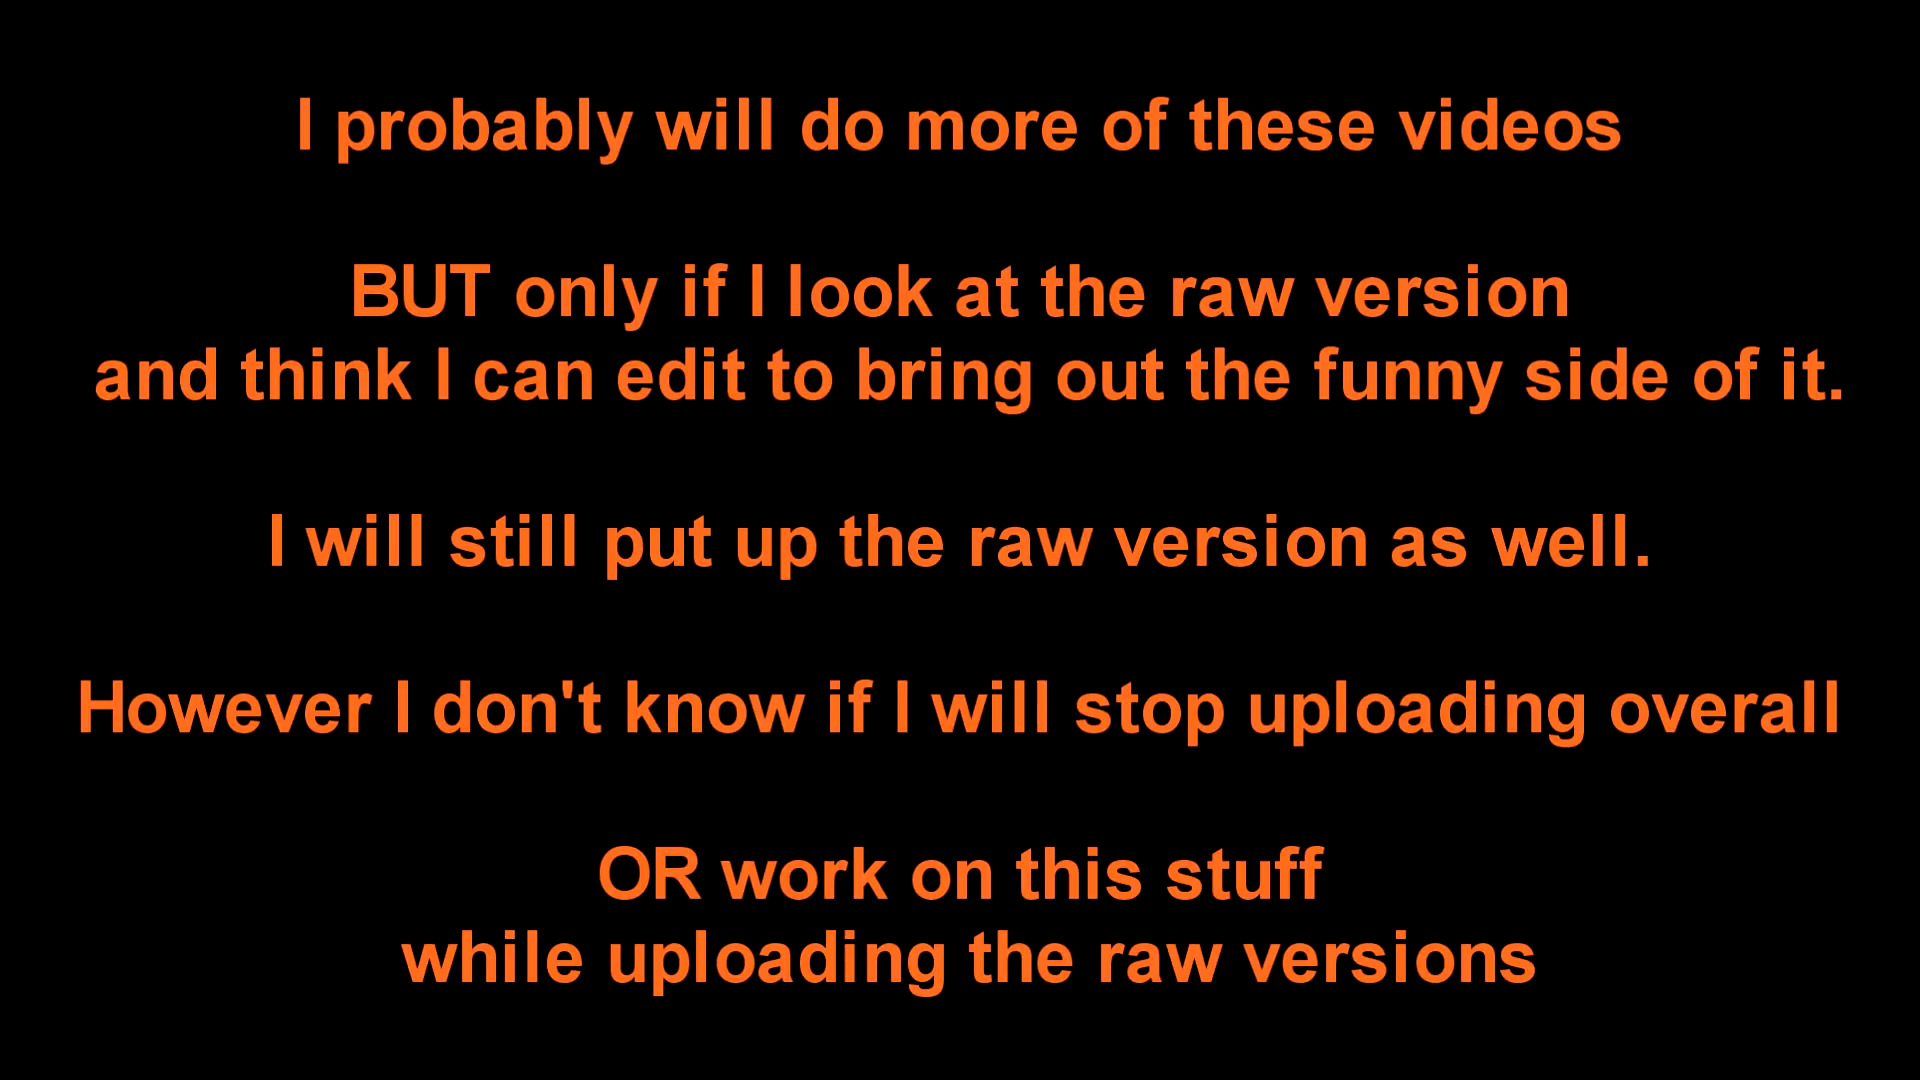 I probably will do more of these videos
BUT only if I look at the raw version
and think I can edit to bring out the funny side of it.
I will still put up the raw version as well.
However I don't know if I will stop uploading overall
OR work on this stuff
while uploading the raw versions